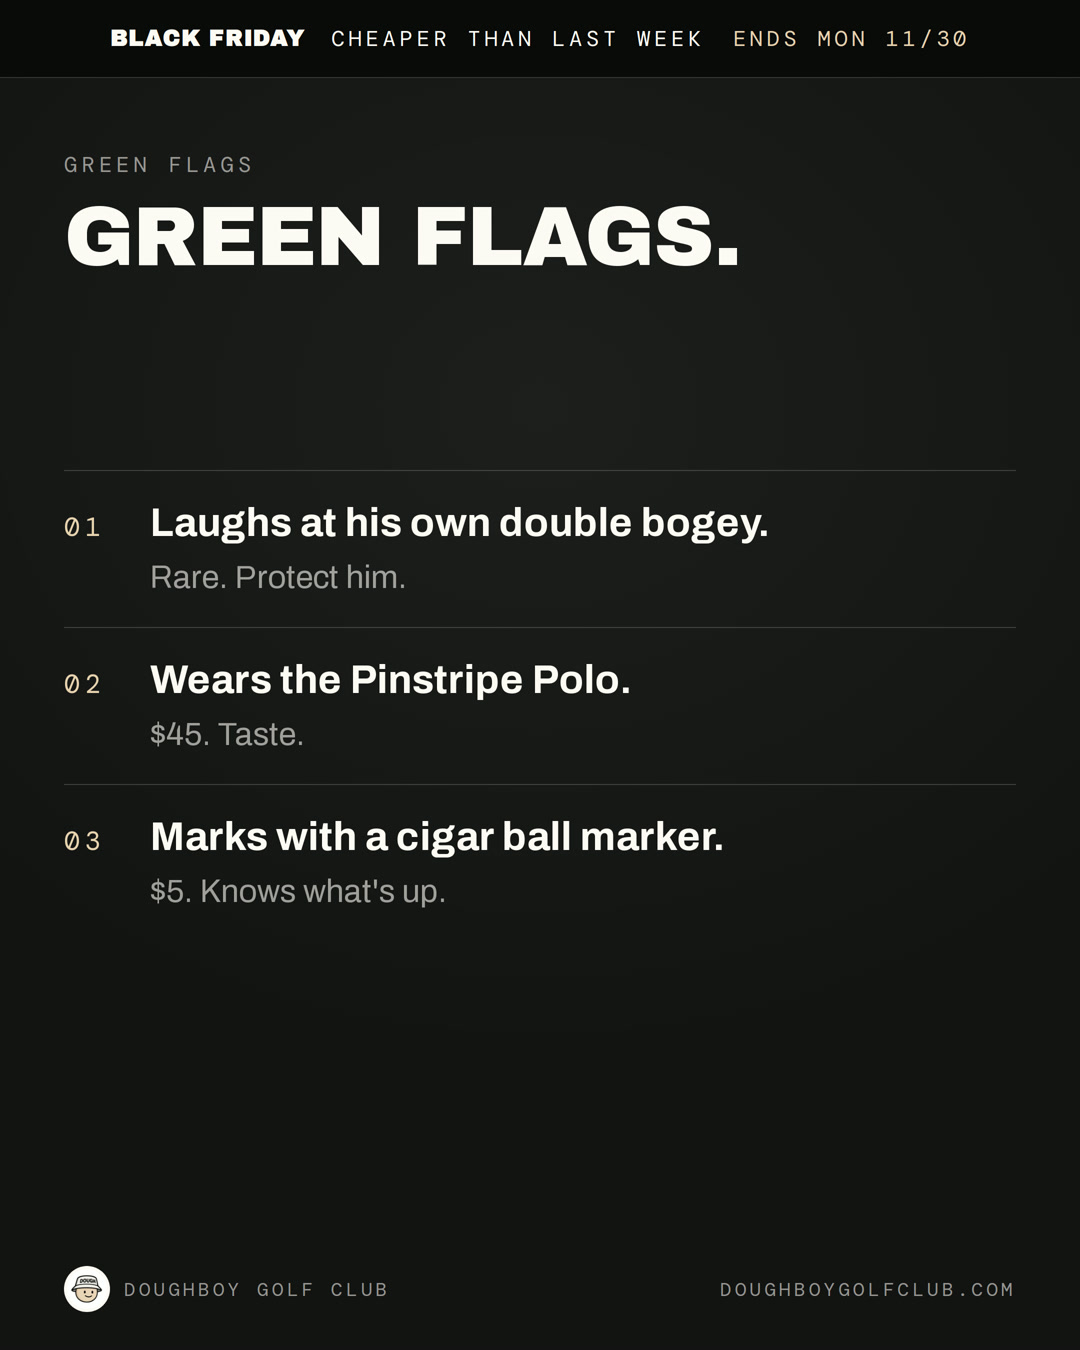 BLACK FRIDAY CHEAPER THAN LAST WEEK ENDS MON 11/30
GREEN FLAGS
GREEN FLAGS.
01 Laughs at his own double bogey.
Rare. Protect him.
02 Wears the Pinstripe Polo.
$45. Taste.
03 Marks with a cigar ball marker.
$5. Knows what's up.
DOUGH
DOUGHBOY GOLF CLUB DOUGHBOYGOLFCLUB.COM